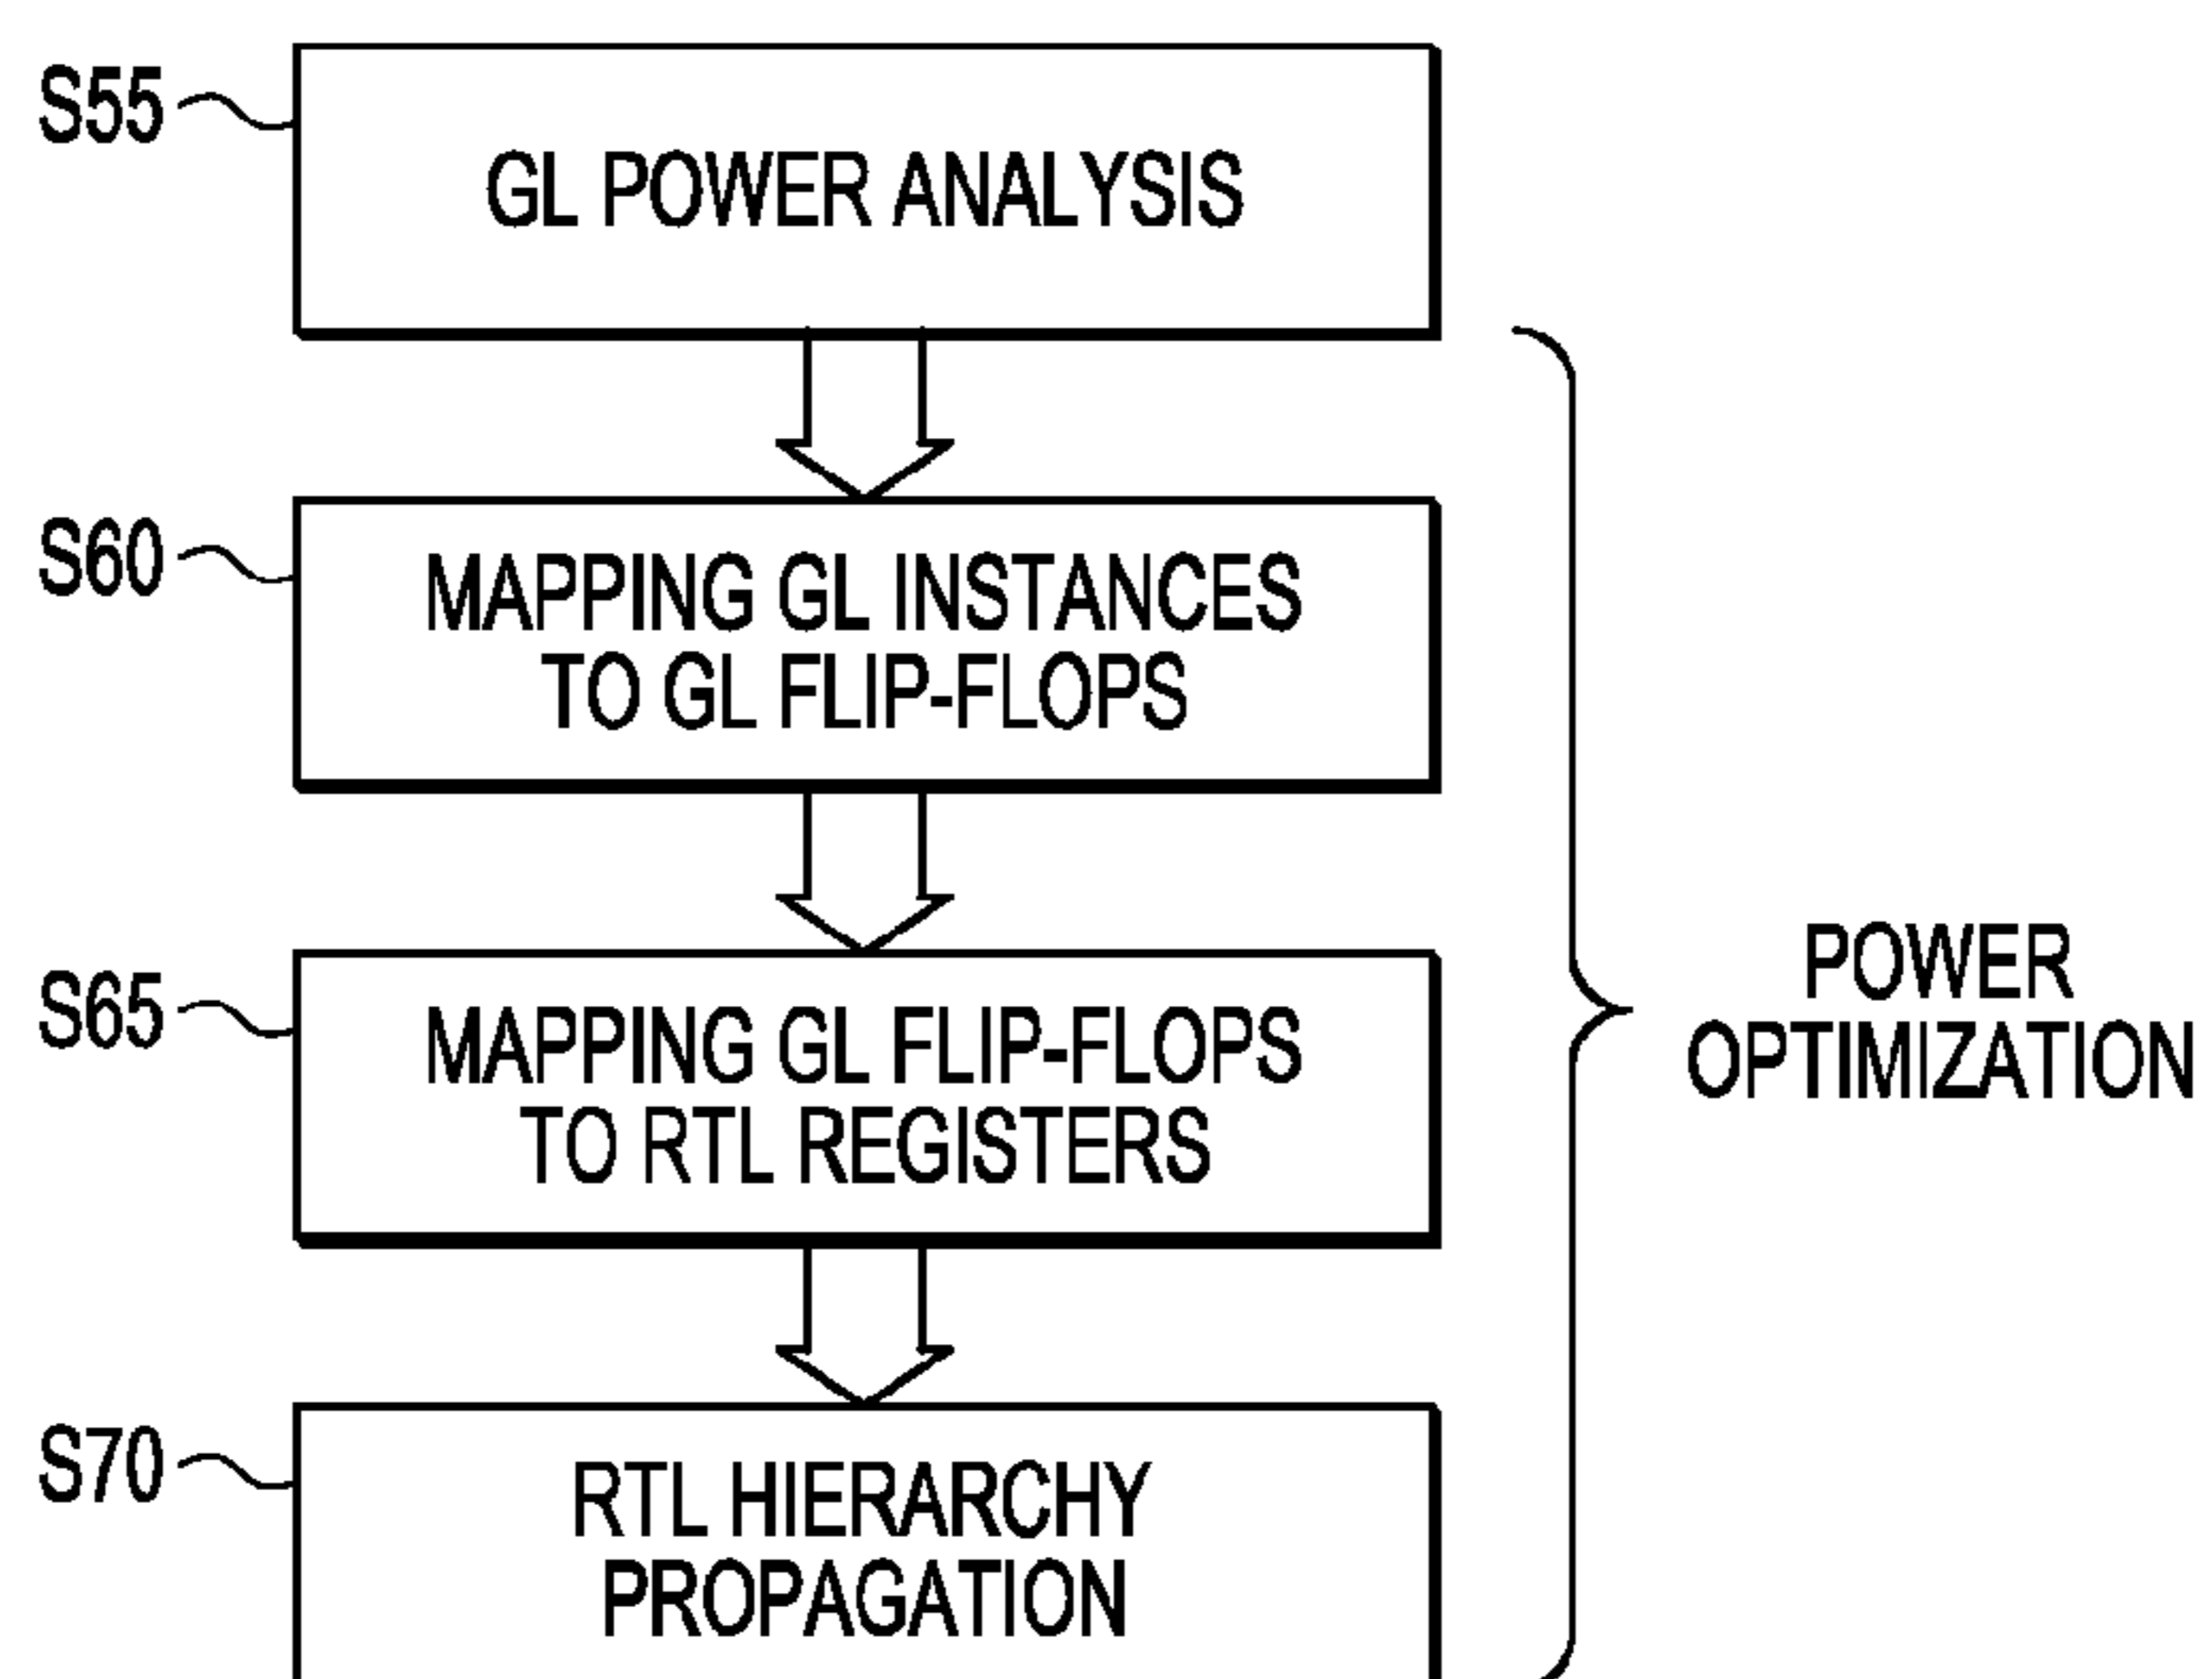 S55
GL POWER ANALYSIS
S60
MAPPING GL INSTANCES
TO GL FLIP-FLOPS
S65
MAPPING GL FLIP-FLOPS
TO RTL REGISTERS
POWER
OPTIMIZATION
S70
RTL HIERARCHY
PROPAGATION